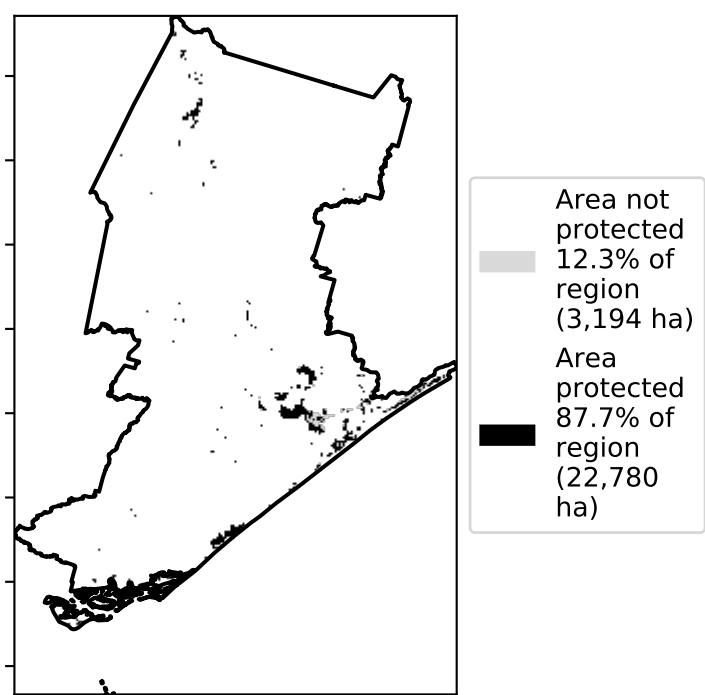 Area not
protected
12.3% of
region
(3,194 ha)
Area
protected
87.7% of
region
(22,780
ha)